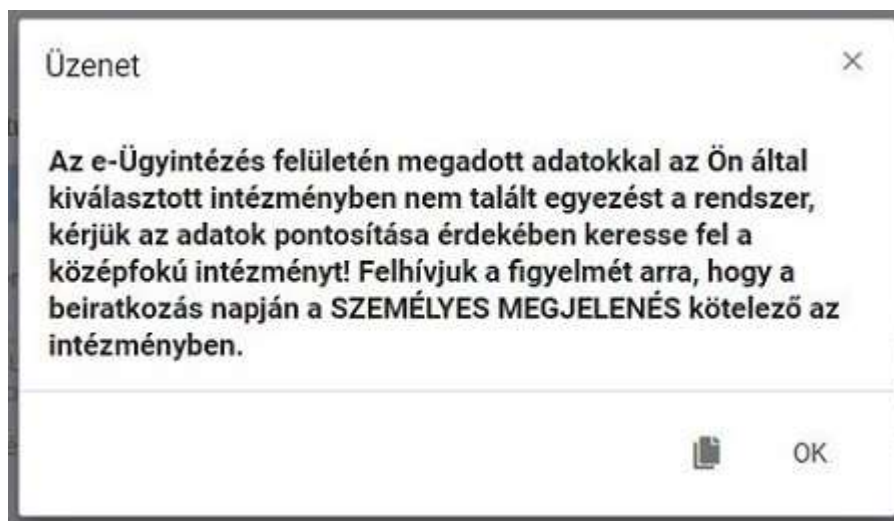 Üzenet
Az e-Ügyintézés felületén megadott adatokkal az Ön által
kiválasztott intézményben nem talált egyezést a rendszer,
kérjük az adatok pontosítása érdekében keresse fel a
középfokú intézményt! Felhívjuk a figyelmét arra, hogy a
beiratkozás napján a SZEMÉLYES MEGJELENÉS kötelező az
intézményben.
OK